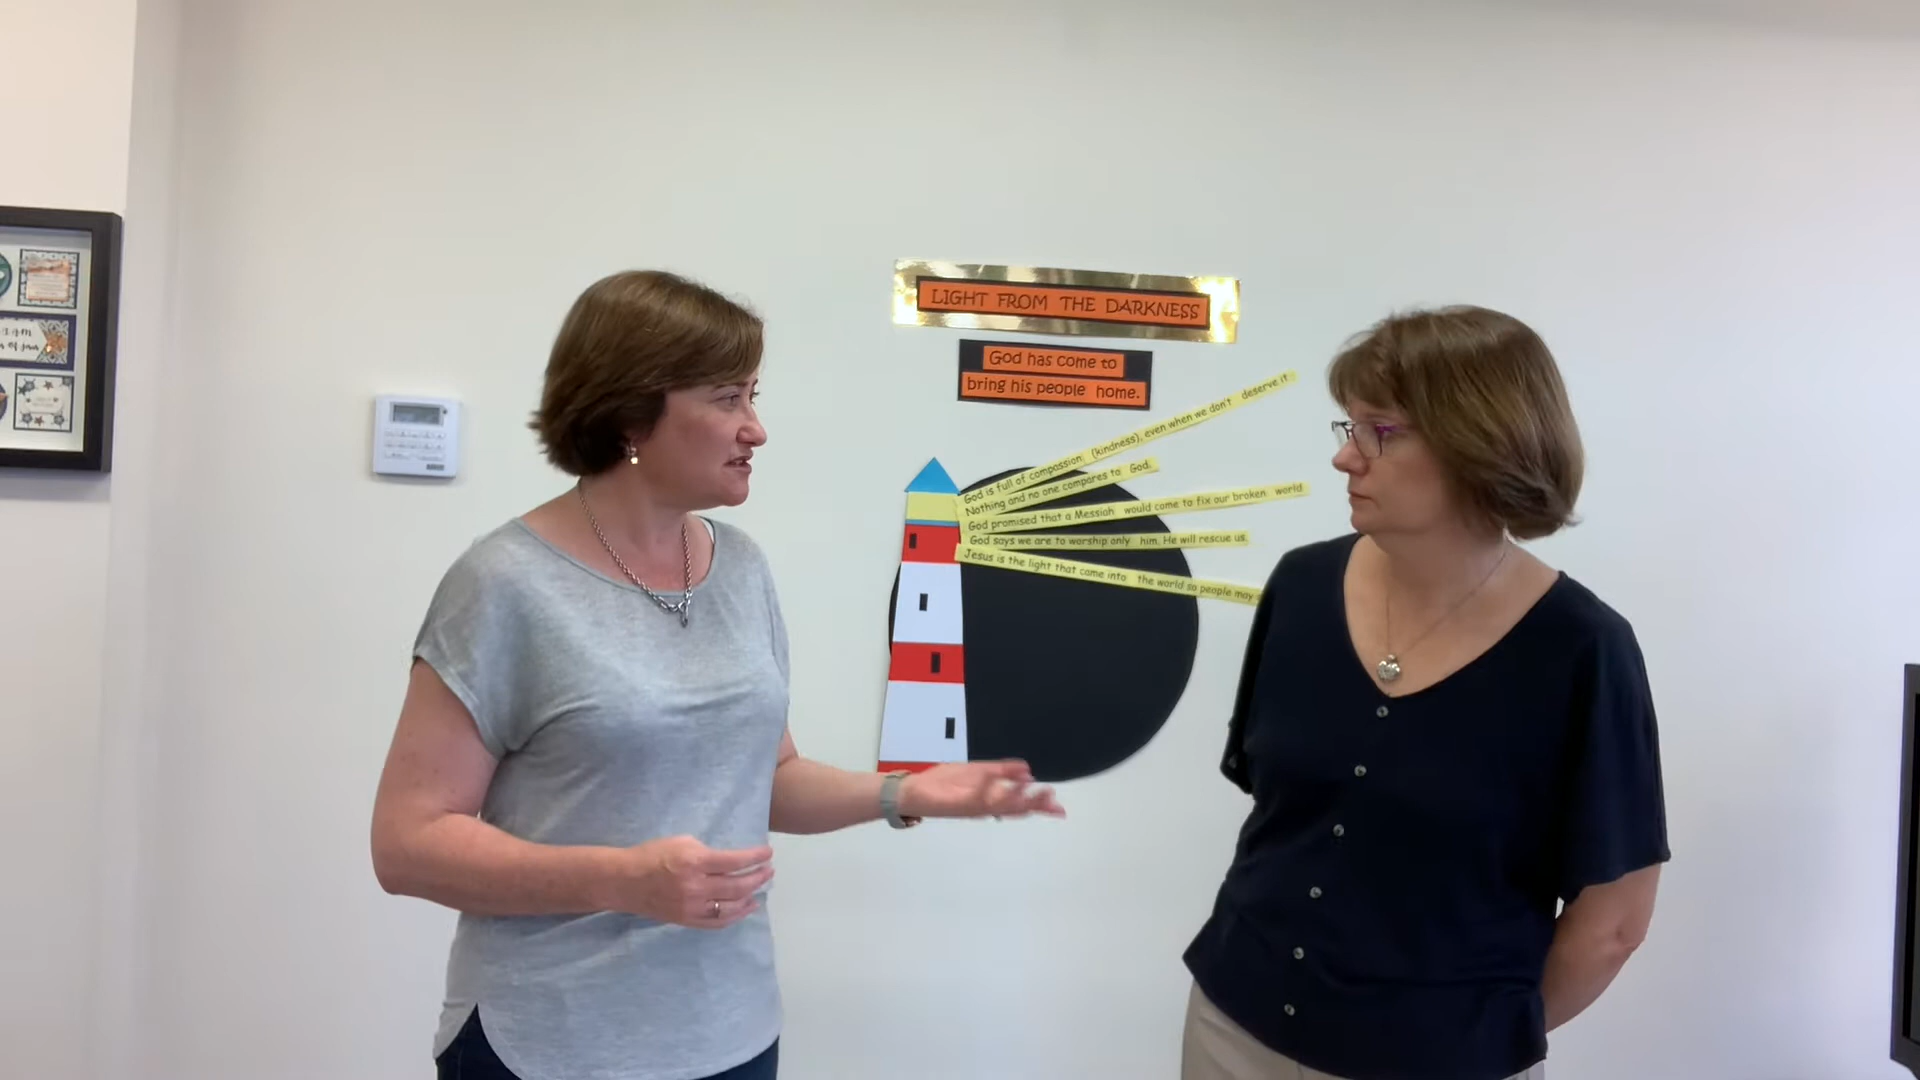 LIGHT FROM THE DARKNESS
God has come to
bring his people home.
God is full of compassion (kindness), even when we don't deserve it
Nothing and no one compares to God.
God promised that a Messiah would come to fix our broken world
God says we are to worship only him. He will rescue us.
Jesus is the light that came into the world so people may